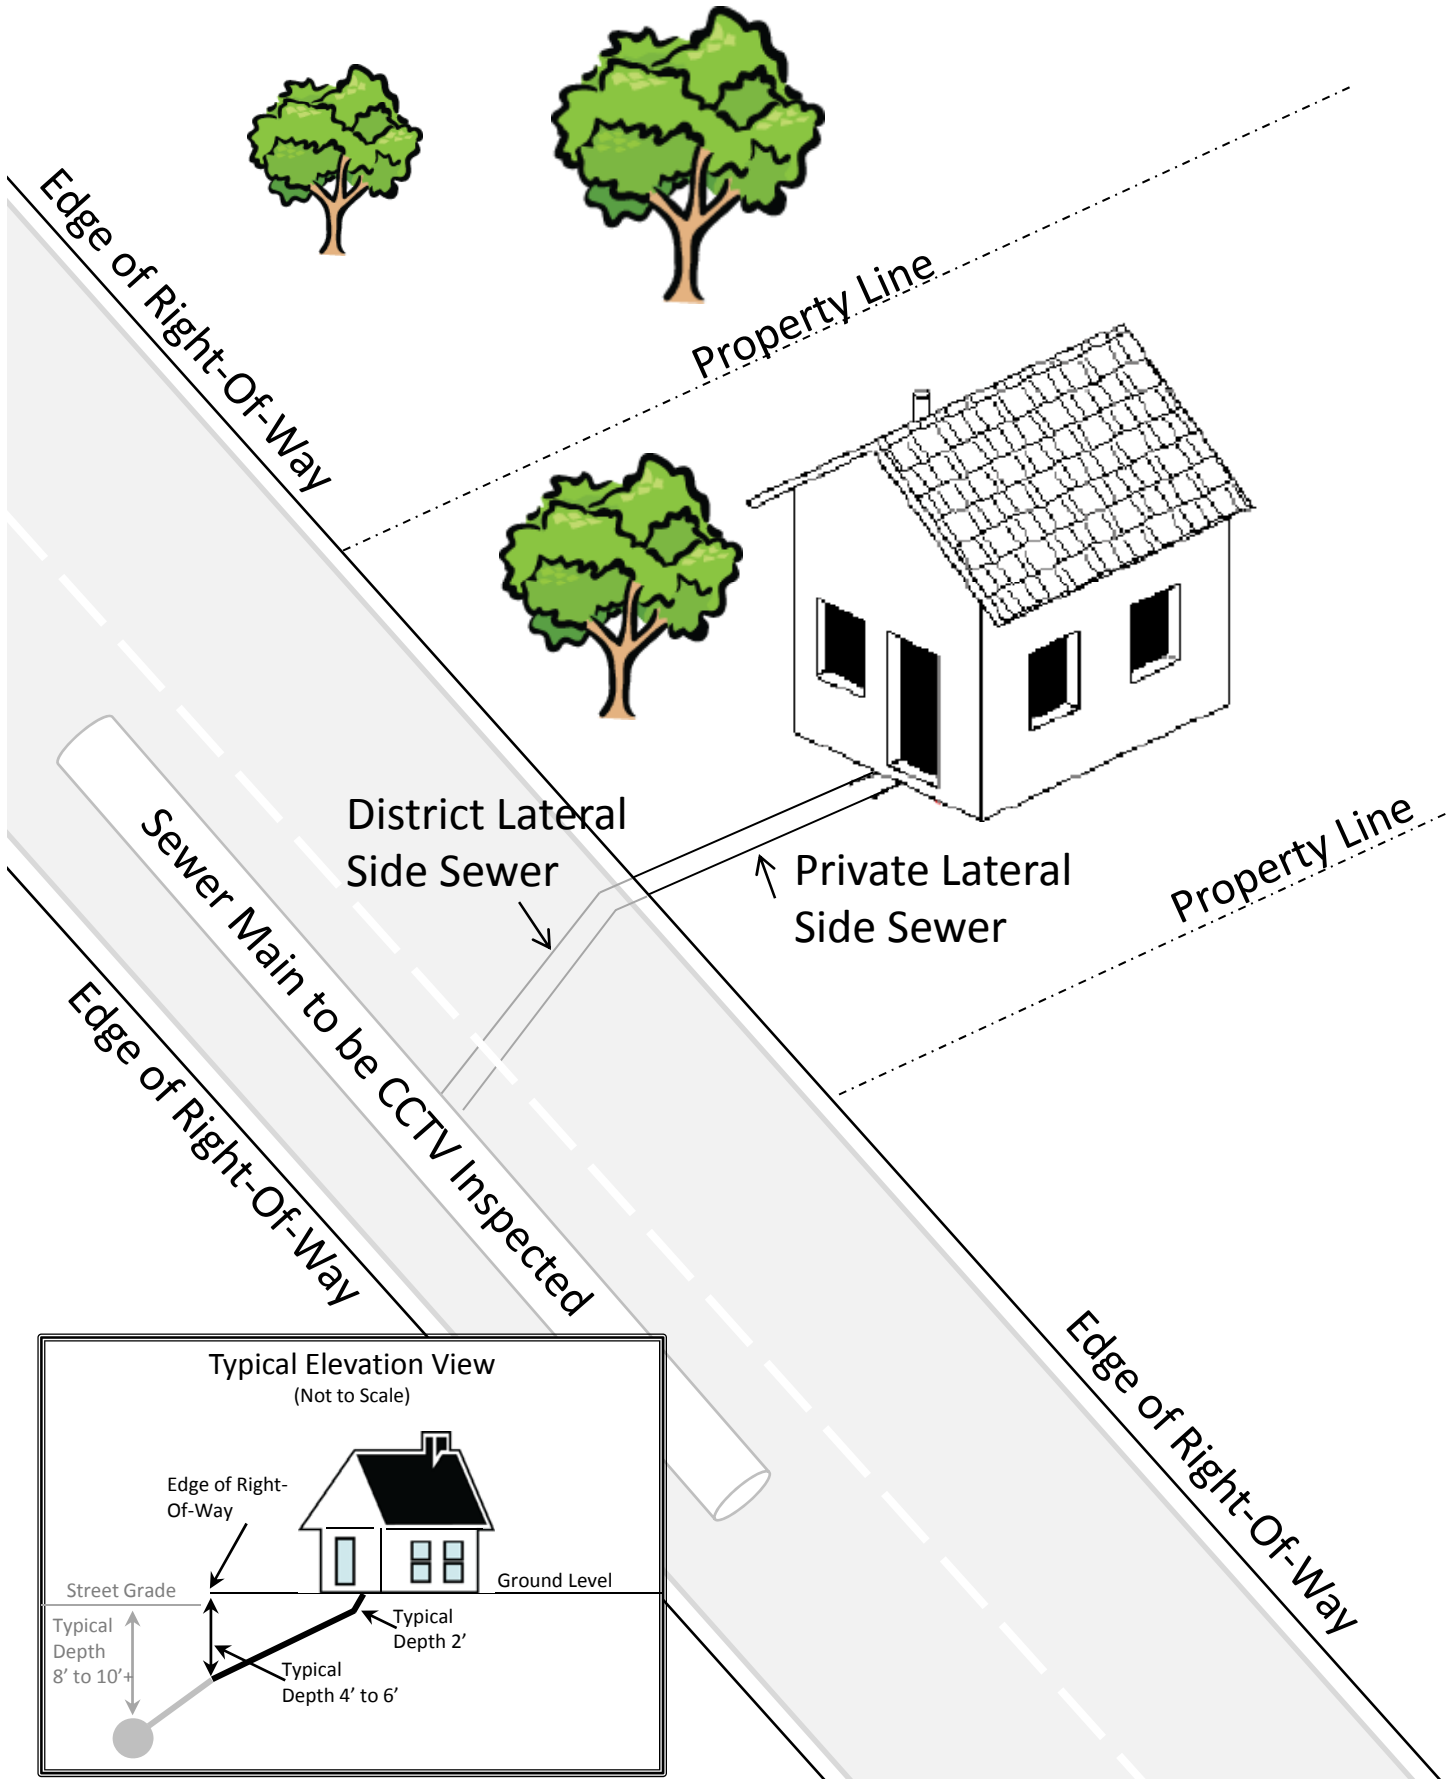 Edge of Right-Of-Way
Property Line
District Lateral
Side Sewer
Private Lateral
Side Sewer
Property Line
Sewer Main to be CCTV Inspected
Edge of Right-Of-Way
Edge of Right-Of-Way
Typical Elevation View
(Not to Scale)
Edge of Right-
Of-Way
Street Grade
Ground Level
Typical
Depth
8’ to 10’+
Typical
Depth 2’
Typical
Depth 4’ to 6’